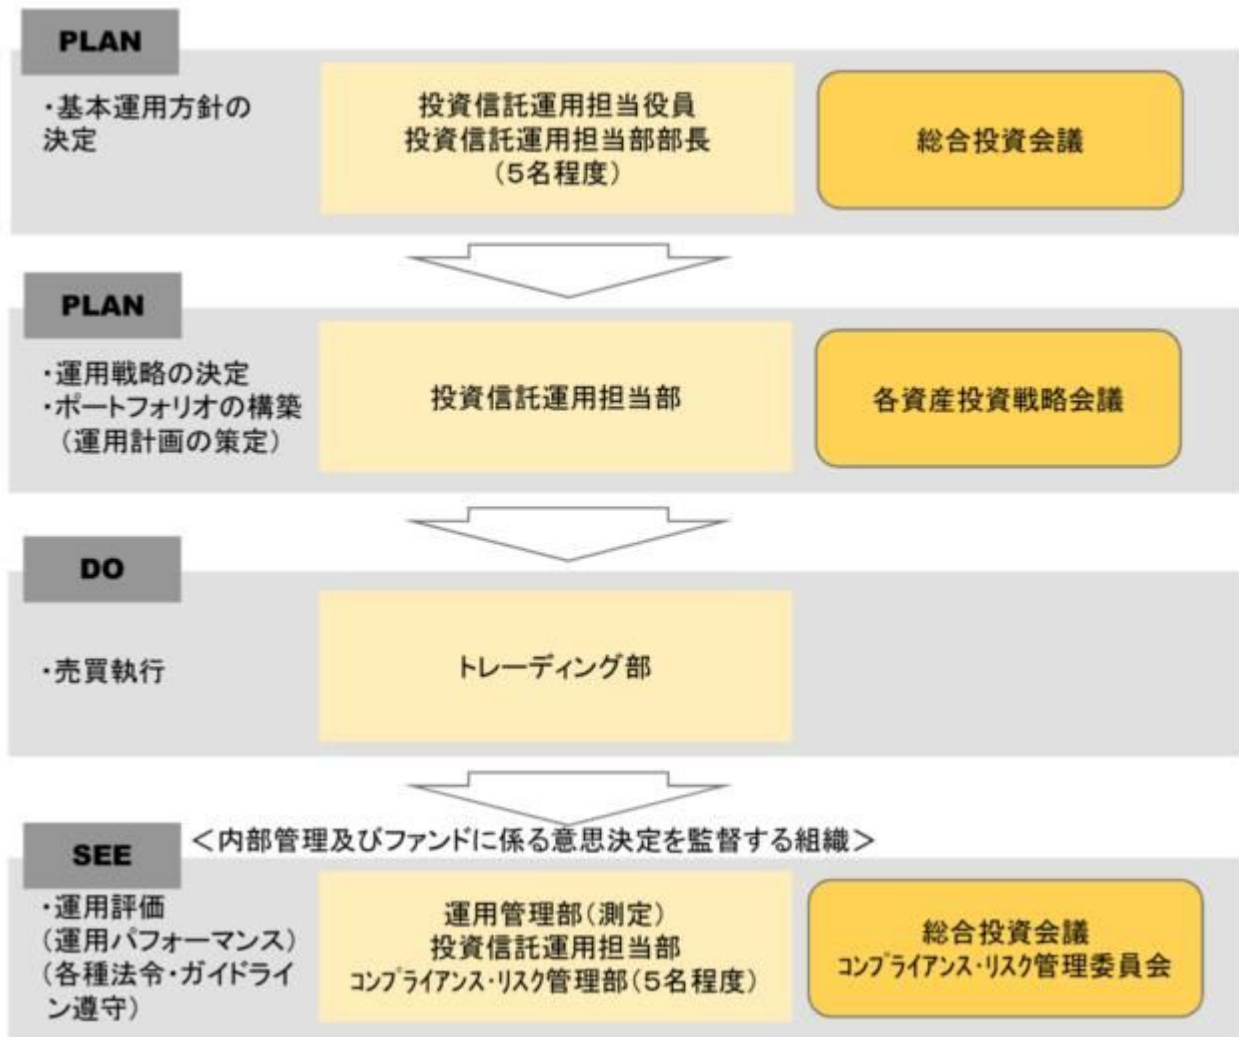 PLAN
・基本運用方針の
決定
投資信託運用担当役員
投資信託運用担当部部長
(5名程度)
総合投資会議
PLAN
・運用戦略の決定
・ポートフォリオの構築
(運用計画の策定)
投資信託運用担当部
各資産投資戦略会議
DO
・売買執行
トレーディング部
SEE
<内部管理及びファンドに係る意思決定を監督する組織>
・運用評価
(運用パフォーマンス)
(各種法令・ガイドライ
ン遵守)
運用管理部(測定)
投資信託運用担当部
コンプライアンス・リスク管理部(5名程度)
総合投資会議
コンプライアンス・リスク管理委員会